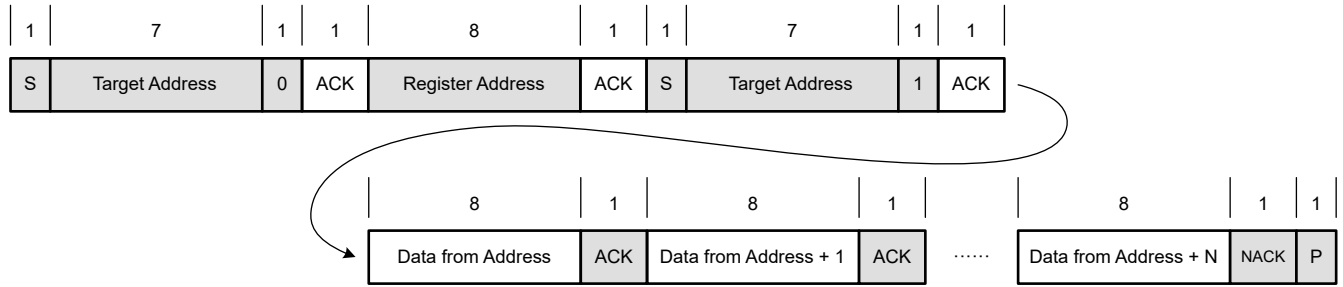 1 7 1 1 8 1 1 7 1 1
S Target Address 0 ACK Register Address ACK S Target Address 1 ACK
8 1 8 1 8 1 1
Data from Address ACK Data from Address + 1 ACK ...... Data from Address + N NACK P